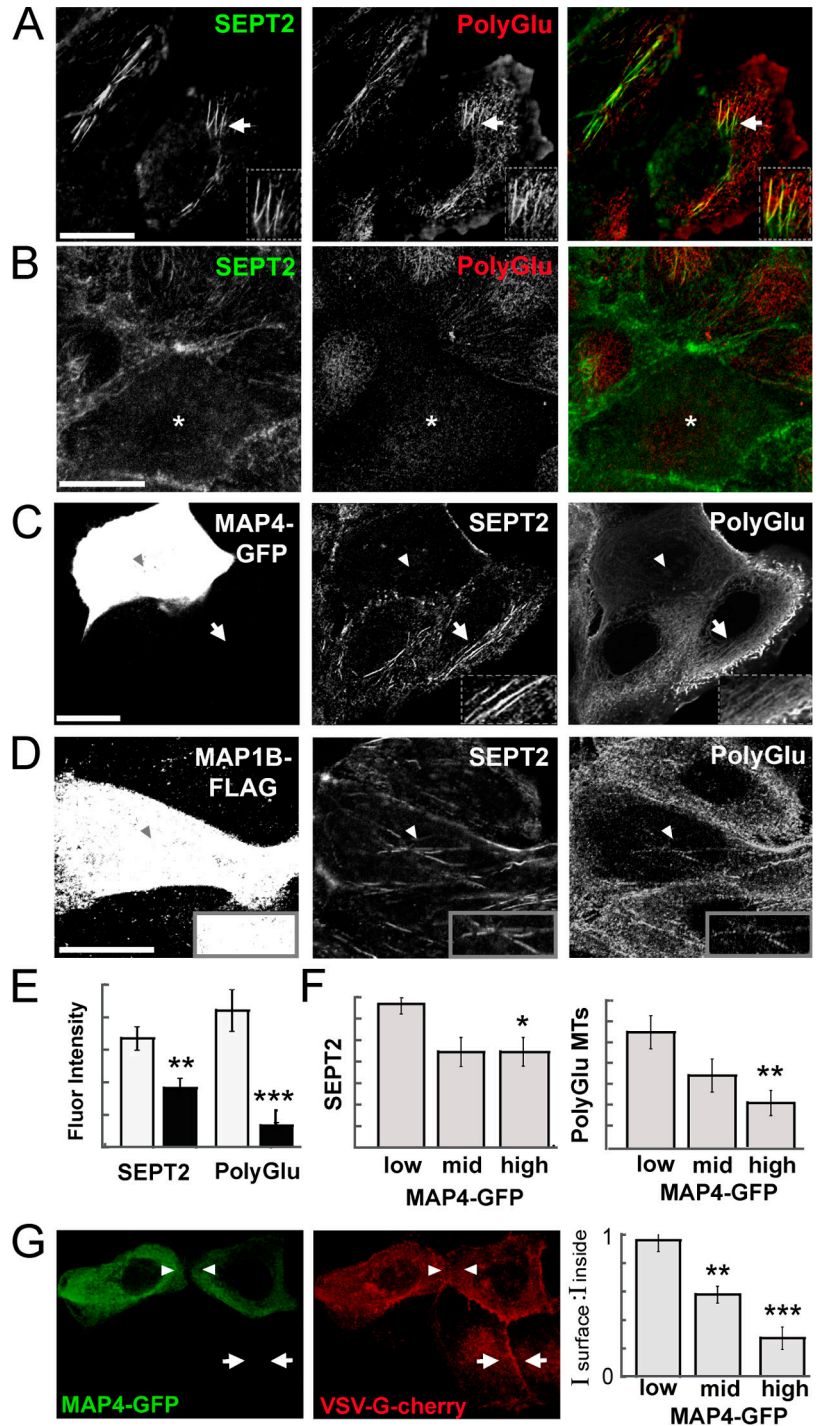 A
SEPT2
PolyGlu
B
SEPT2
PolyGlu
*
*
*
C
MAP4-
GFP
SEPT2
PolyGlu
D
MAP1B-
FLAG
SEPT2
PolyGlu
E
Fluor Intensity
**
***
SEPT2
PolyGlu
F
SEPT2
*
low
mid
high
MAP4-GFP
PolyGlu MTs
**
low
mid
high
MAP4-GFP
G
MAP4-GFP
VSV-G-cherry
I surface :I inside
1
0
**
***
low
mid
high
MAP4-GFP